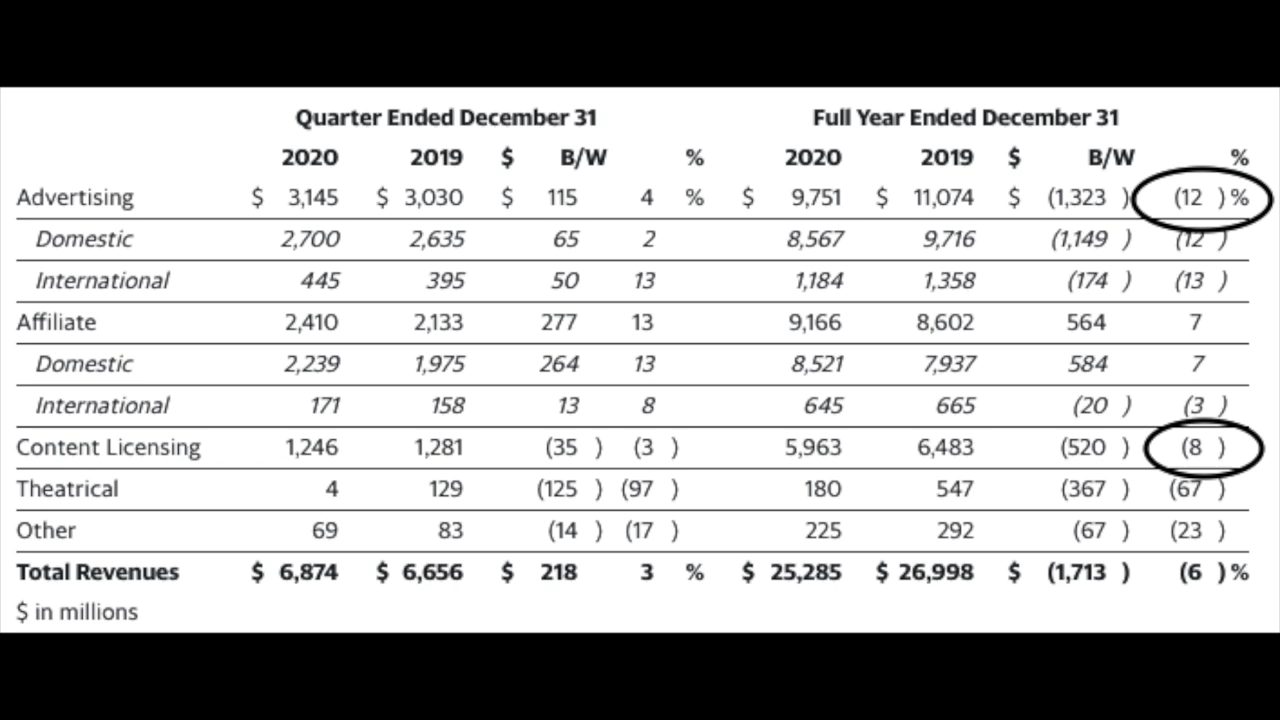 Quarter Ended December 31 Full Year Ended December 31
2020 2019 $ B/W % 2020 2019 $ B/W %
Advertising $ 3,145 $ 3,030 $ 115 4 % $ 9,751 $ 11,074 $ (1,323 ) (12 ) %
Domestic 2,700 2,635 65 2 8,567 9,716 (1,149 ) (12 )
International 445 395 50 13 1,184 1,358 (174 ) (13 )
Affiliate 2,410 2,133 277 13 9,166 8,602 564 7
Domestic 2,239 1,975 264 13 8,521 7,937 584 7
International 171 158 13 8 645 665 (20 ) (3 )
Content Licensing 1,246 1,281 (35 ) (3 ) 5,963 6,483 (520 ) (8 )
Theatrical 4 129 (125 ) (97 ) 180 547 (367 ) (67 )
Other 69 83 (14 ) (17 ) 225 292 (67 ) (23 )
Total Revenues $ 6,874 $ 6,656 $ 218 3 % $ 25,285 $ 26,998 $ (1,713 ) (6 ) %
$ in millions